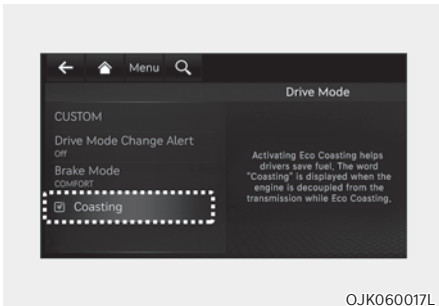 Menu
Drive Mode
CUSTOM
Drive Mode Change Alert
Off
Brake Mode
COMFORT
Coasting
Activating Eco Coasting helps
drivers save fuel. The word
"Coasting" is displayed when the
engine is decoupled from the
transmission while Eco Coasting.
OJK060017L